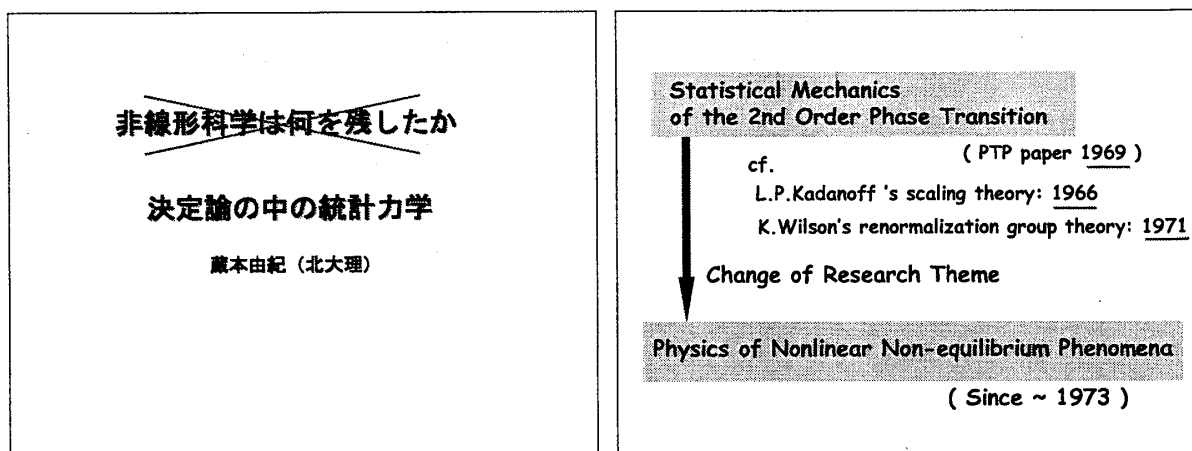 非線形科学は何を残したか
決定論の中の統計力学
蔵本由紀（北大理）
Statistical Mechanics
of the 2nd Order Phase Transition
( PTP paper 1969 )
cf.
L.P.Kadanoff 's scaling theory: 1966
K.Wilson's renormalization group theory: 1971
Change of Research Theme
Physics of Nonlinear Non-equilibrium Phenomena
( Since ~ 1973 )